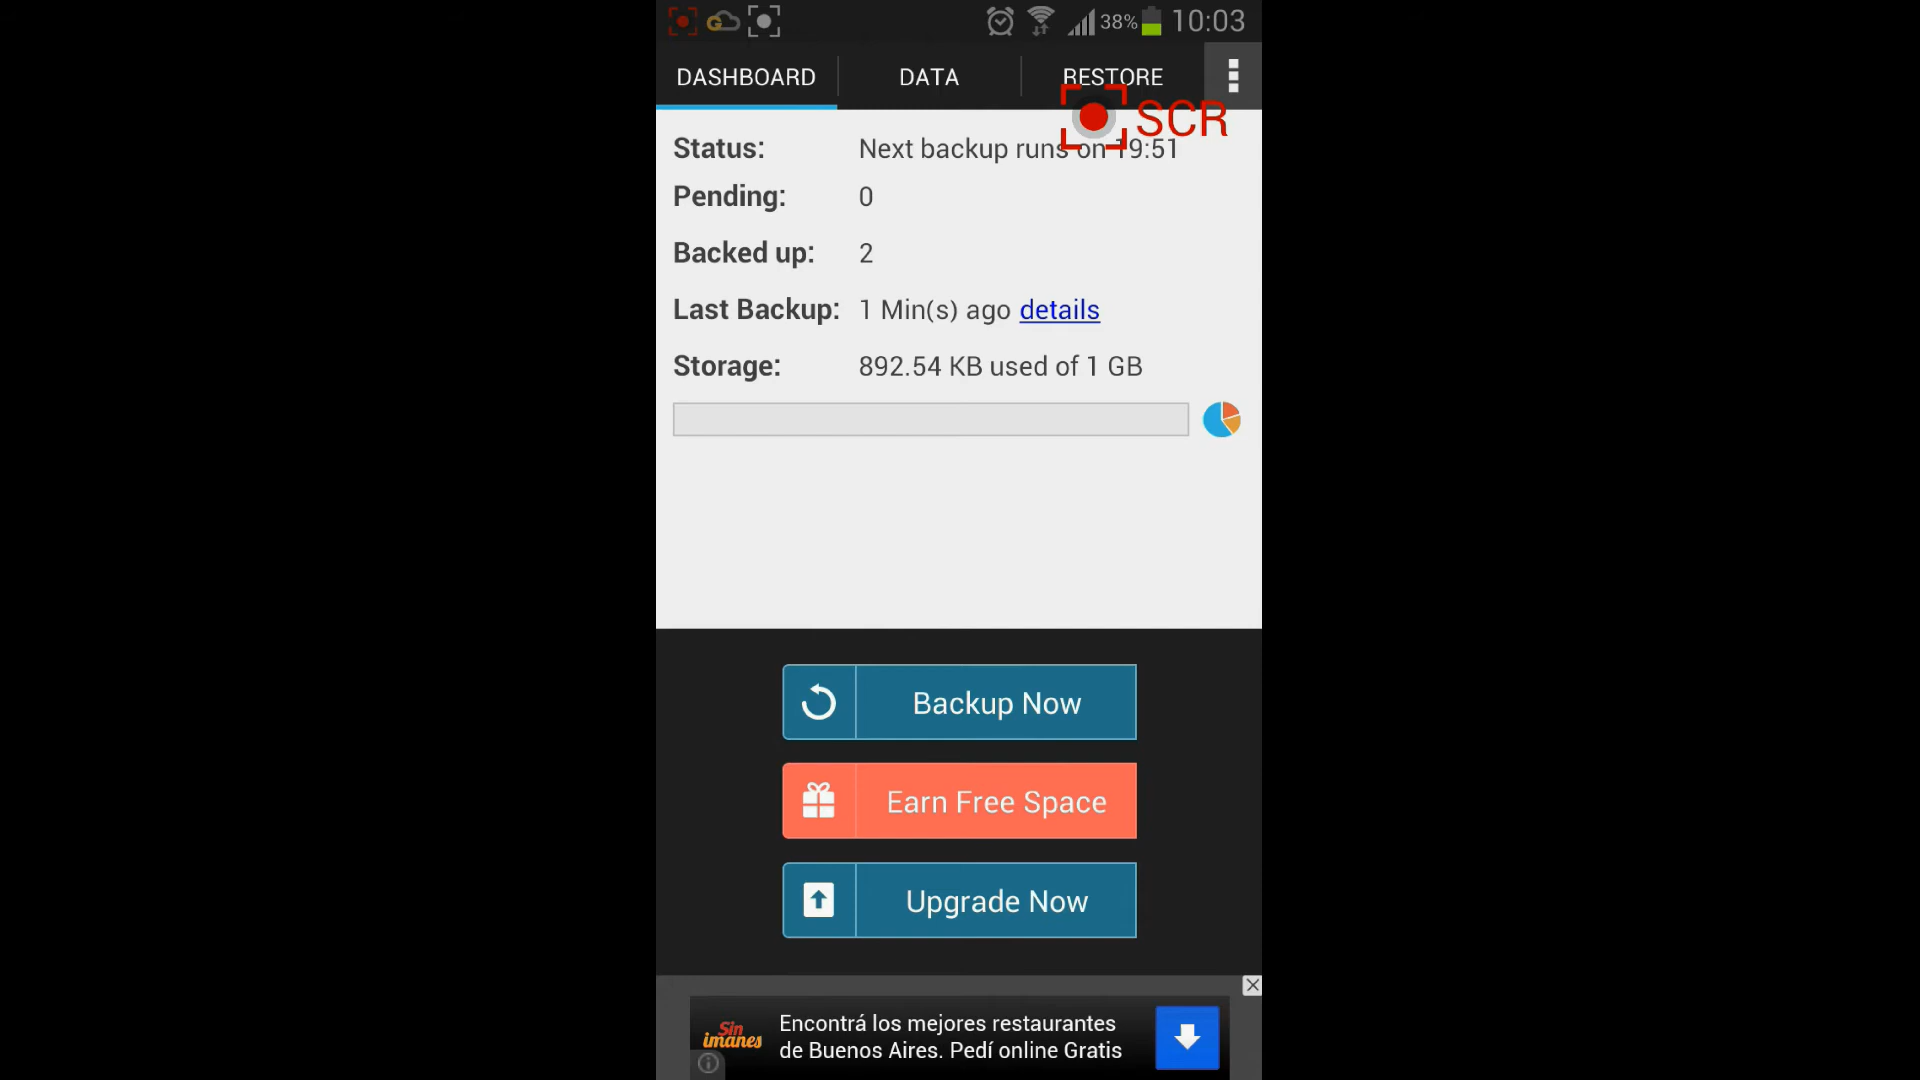 38% 10:03
DASHBOARD DATA RESTORE
SCR
Status: Next backup runs on 19:51
Pending: 0
Backed up: 2
Last Backup: 1 Min(s) ago details
Storage: 892.54 KB used of 1 GB
Backup Now
Earn Free Space
Upgrade Now
Sin
imanes
Encontrá los mejores restaurantes
de Buenos Aires. Pedí online Gratis